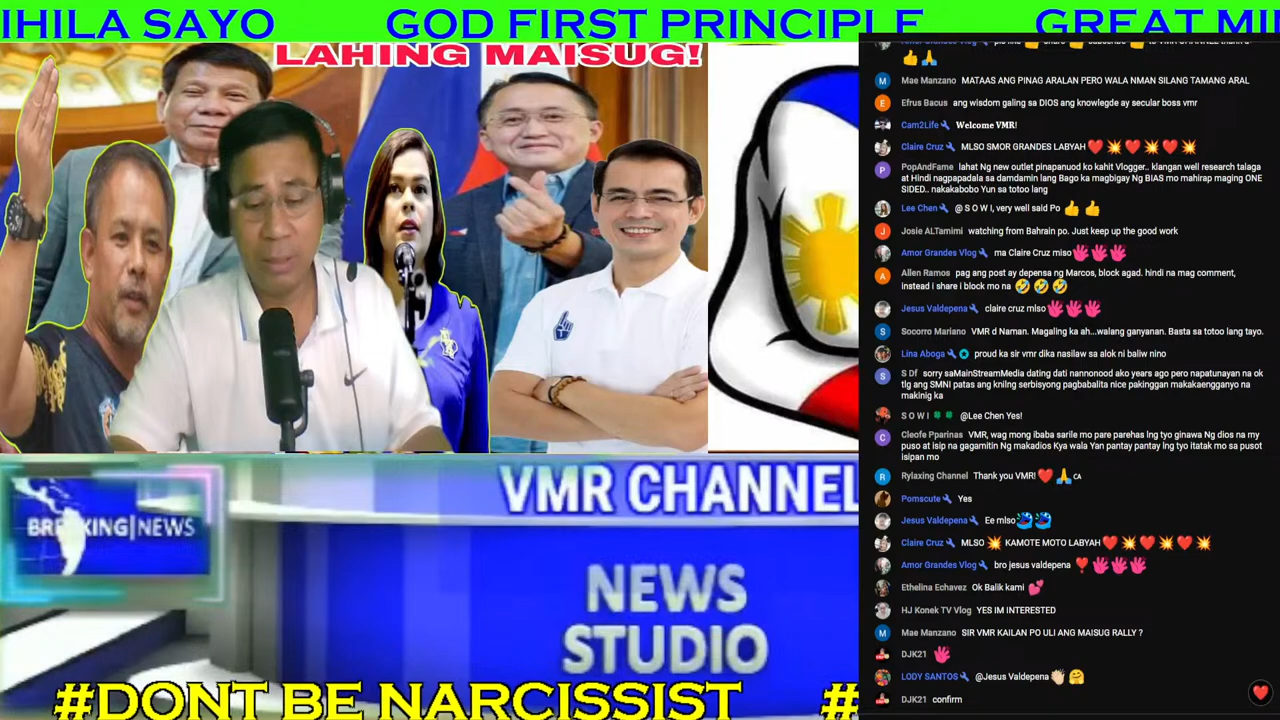 IHILA SAYO GOD FIRST PRINCIPLE GREAT MI
LAHING MAISUG!
BREAKING|NEWS
VMR CHANNEL
NEWS
STUDIO
#DONT BE NARCISSIST #
Mae Manzano MATAAS ANG PINAG ARALAN PERO WALA NMAN SILANG TAMANG ARAL
Efrus Bacus ang wisdom galing sa DIOS ang knowlegde ay secular boss vmr
Cam2Life Welcome VMR!
Claire Cruz MLSO SMOR GRANDES LABYAH ❤️💥❤️💥❤️💥
PopAndFame lahat Ng new outlet pinapanuod ko kahit Vlogger.. klangan well research talaga
at Hindi nagpapadala sa damdamin lang Bago ka magbigay Ng BIAS mo mahirap maging ONE
SIDED.. nakakabobo Yun sa totoo lang
Lee Chen @ S O W I, very well said Po 👍 👍
Josie ALTamimi watching from Bahrain po. Just keep up the good work
Amor Grandes Vlog ma Claire Cruz miso
Allen Ramos pag ang post ay depensa ng Marcos, block agad. hindi na mag comment,
instead i share i block mo na 🤣🤣🤣
Jesus Valdepena claire cruz mlso
Socorro Mariano VMR d Naman. Magaling ka ah...walang ganyanan. Basta sa totoo lang tayo.
Lina Aboga proud ka sir vmr dika nasilaw sa alok ni baliw nino
S Df sorry saMainStreamMedia dating dati nannonood ako years ago pero napatunayan na ok
tlg ang SMNI patas ang knilng serbisyong pagbabalita nice pakinggan makakaengganyo na
makinig ka
S O W I 🍀🍀 @Lee Chen Yes!
Cleofe Pparinas VMR, wag mong ibaba sarile mo pare parehas lng tyo ginawa Ng dios na my
puso at isip na gagamitin Ng makadios Kya wala Yan pantay pantay lng tyo itatak mo sa pusot
isipan mo
Rylaxing Channel Thank you VMR! ❤️🙏🇨🇦
Pomscute Yes
Jesus Valdepena Ee mlso
Claire Cruz MLSO 💥 KAMOTE MOTO LABYAH ❤️💥❤️💥❤️💥
Amor Grandes Vlog bro jesus valdepena
Ethelina Echavez Ok Balik kami 💕
HJ Konek TV Vlog YES IM INTERESTED
Mae Manzano SIR VMR KAILAN PO ULI ANG MAISUG RALLY ?
DJK21
LODY SANTOS @Jesus Valdepena 👏🏻 🤗
DJK21 confirm